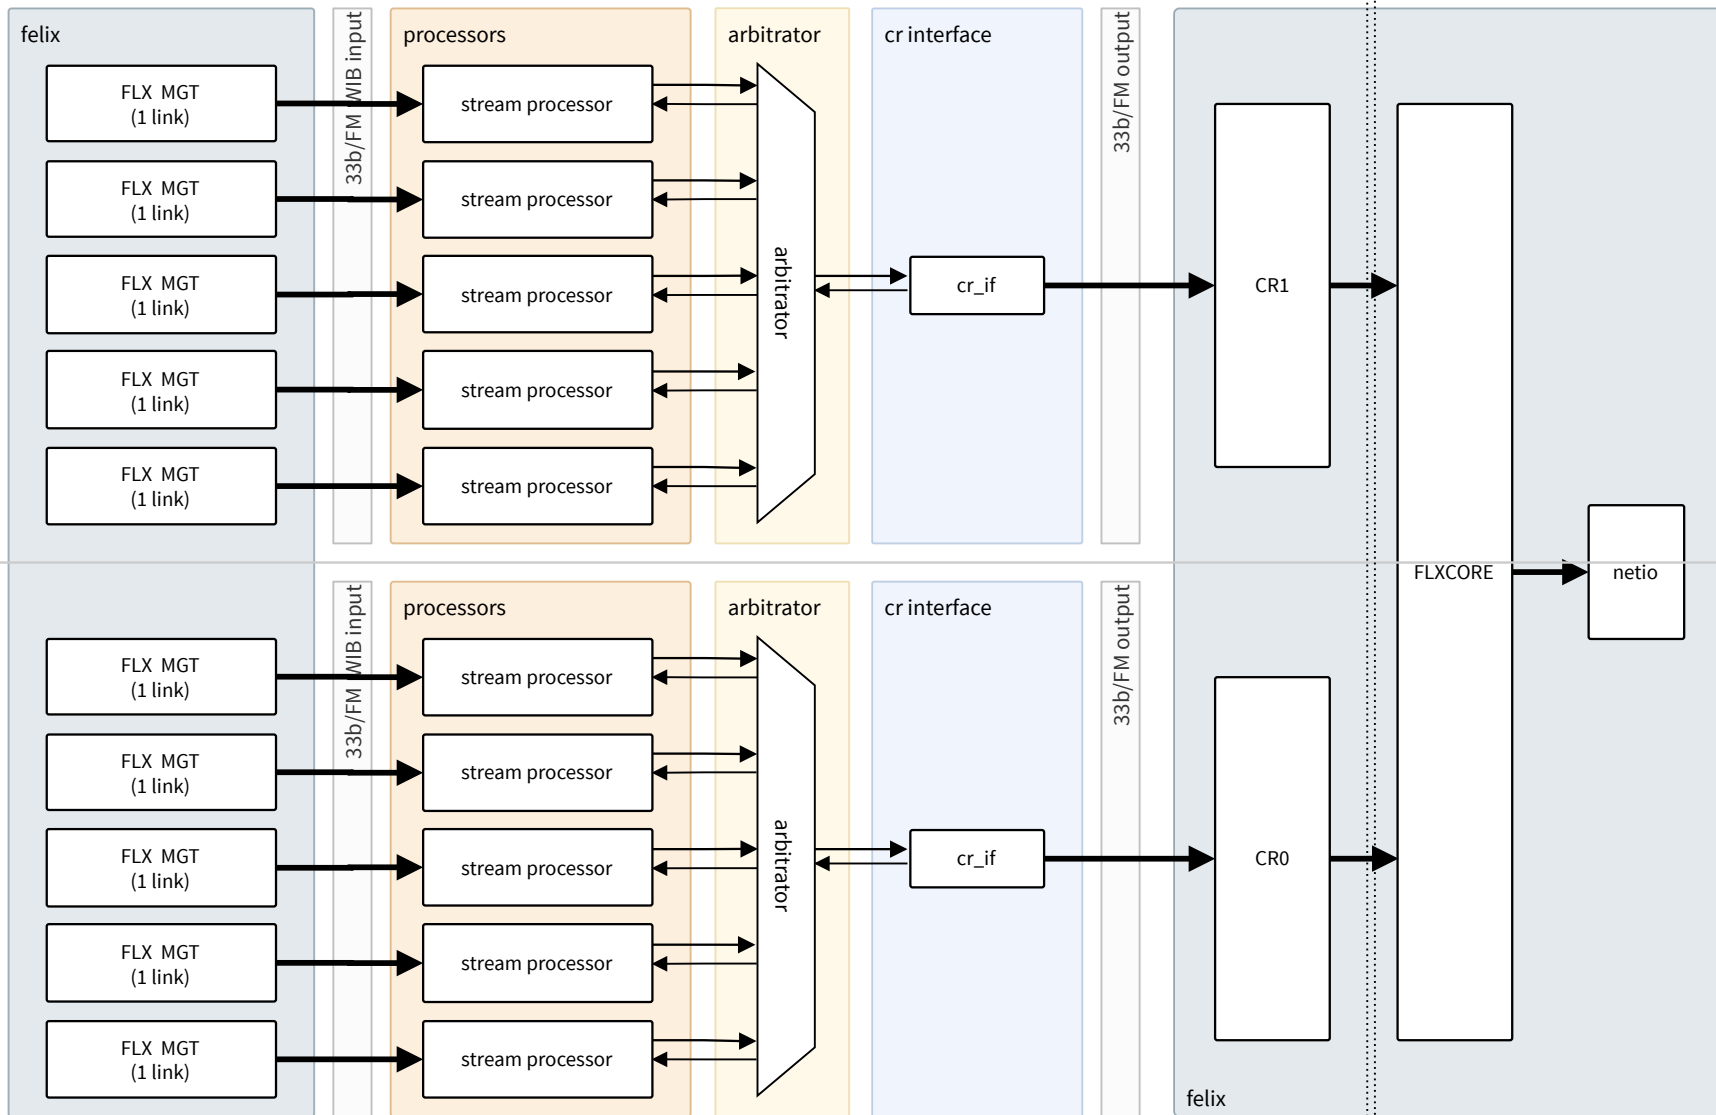 felix
33b/FM WIB input
processors
arbitrator
cr interface
33b/FM output
FLX MGT
(1 link)
stream processor
FLX MGT
(1 link)
stream processor
FLX MGT
(1 link)
stream processor
arbitrator
cr_if
CR1
FLX MGT
(1 link)
stream processor
FLX MGT
(1 link)
stream processor
FLXCORE
netio
33b/FM WIB input
processors
arbitrator
cr interface
33b/FM output
FLX MGT
(1 link)
stream processor
FLX MGT
(1 link)
stream processor
FLX MGT
(1 link)
stream processor
arbitrator
cr_if
CR0
FLX MGT
(1 link)
stream processor
FLX MGT
(1 link)
stream processor
felix